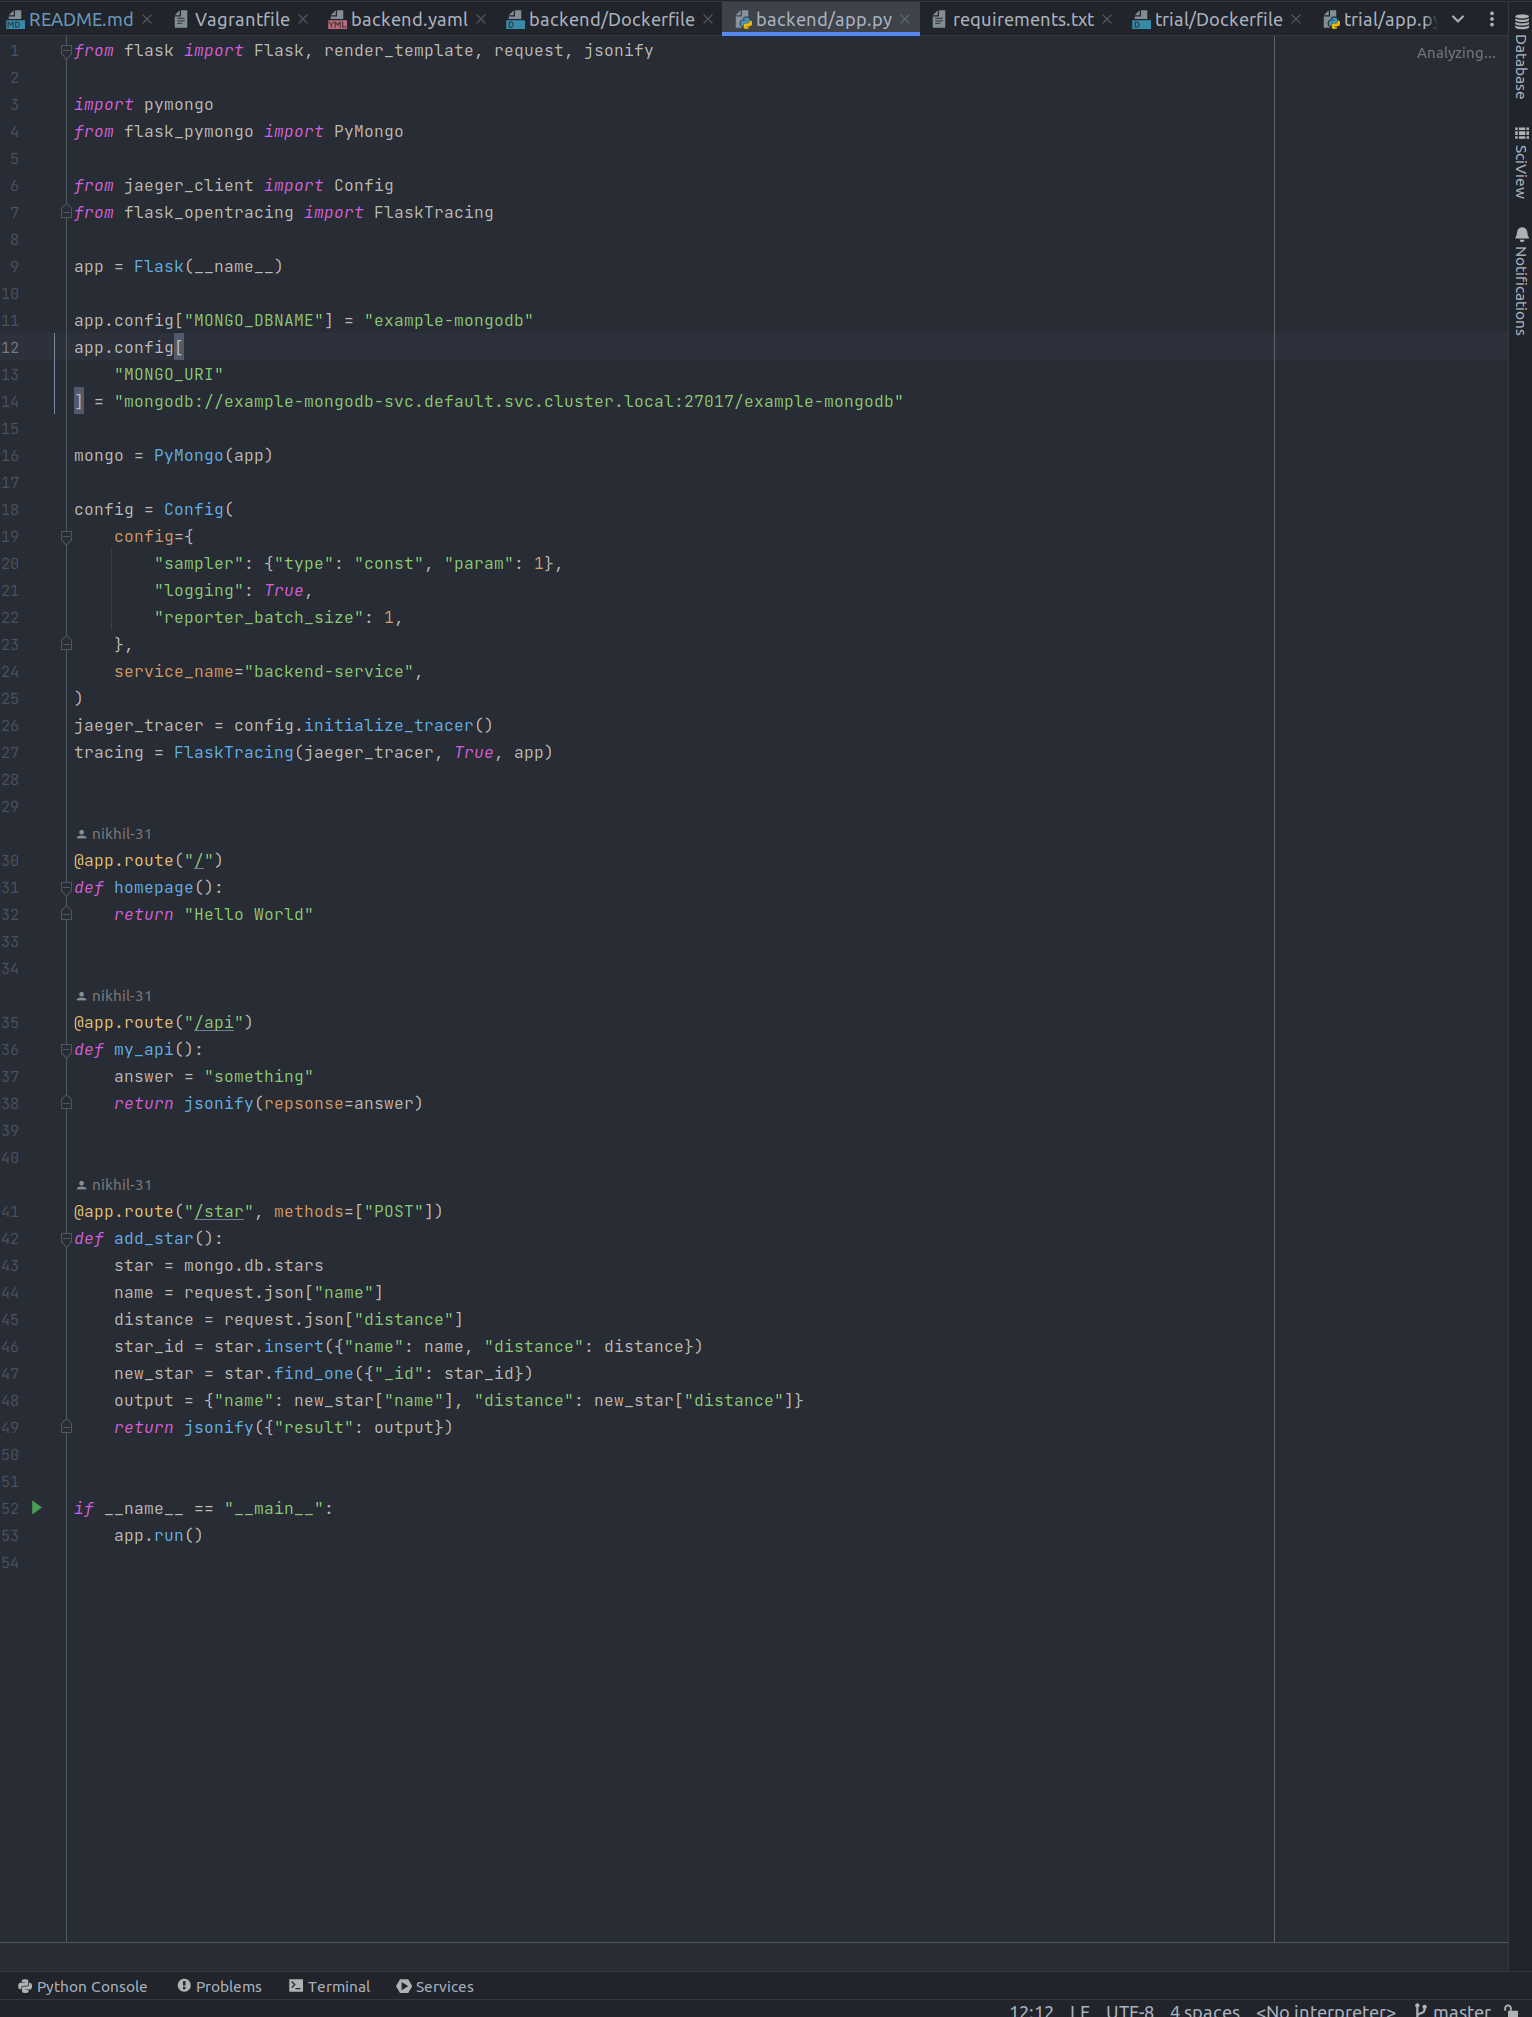 README.md Vagrantfile backend.yaml backend/Dockerfile backend/app.py requirements.txt trial/Dockerfile trial/app.py
Analyzing...
Database
SciView
Notifications
1 from flask import Flask, render_template, request, jsonify
2
3 import pymongo
4 from flask_pymongo import PyMongo
5
6 from jaeger_client import Config
7 from flask_opentracing import FlaskTracing
8
9 app = Flask(__name__)
10
11 app.config["MONGO_DBNAME"] = "example-mongodb"
12 app.config[
13     "MONGO_URI"
14 ] = "mongodb://example-mongodb-svc.default.svc.cluster.local:27017/example-mongodb"
15
16 mongo = PyMongo(app)
17
18 config = Config(
19     config={
20         "sampler": {"type": "const", "param": 1},
21         "logging": True,
22         "reporter_batch_size": 1,
23     },
24     service_name="backend-service",
25 )
26 jaeger_tracer = config.initialize_tracer()
27 tracing = FlaskTracing(jaeger_tracer, True, app)
28
29
nikhil-31
30 @app.route("/")
31 def homepage():
32     return "Hello World"
33
34
nikhil-31
35 @app.route("/api")
36 def my_api():
37     answer = "something"
38     return jsonify(repsonse=answer)
39
40
nikhil-31
41 @app.route("/star", methods=["POST"])
42 def add_star():
43     star = mongo.db.stars
44     name = request.json["name"]
45     distance = request.json["distance"]
46     star_id = star.insert({"name": name, "distance": distance})
47     new_star = star.find_one({"_id": star_id})
48     output = {"name": new_star["name"], "distance": new_star["distance"]}
49     return jsonify({"result": output})
50
51
52 if __name__ == "__main__":
53     app.run()
54
Python Console Problems Terminal Services
12:12 LF UTF-8 4 spaces <No interpreter> master